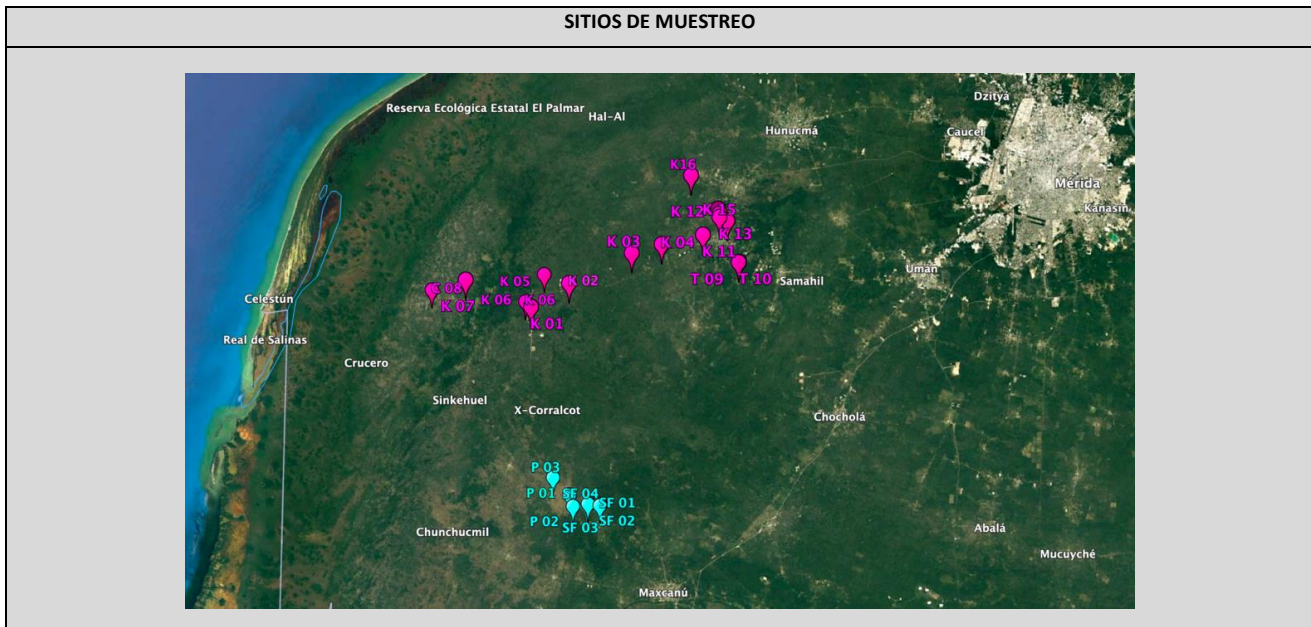 SITIOS DE MUESTREO
Dzityá
Reserva Ecológica Estatal El Palmar
Hal-Al
Hunucmá
Caucel
K16
Mérida
Kanasín
K 12
K 15
K 13
K 03
K 04
K 11
Umán
K 05
K 02
T 09
T 10
Samahil
C 08
K 07
K 06
K 06
Celestún
K 01
Real de Salinas
Crucero
Sinkehuel
X-Corralcot
Chocholá
P 03
P 01
SF 04
SF 01
P 02
SF 03
SF 02
Chunchucmil
Abalá
Mucuyché
Maxcanú